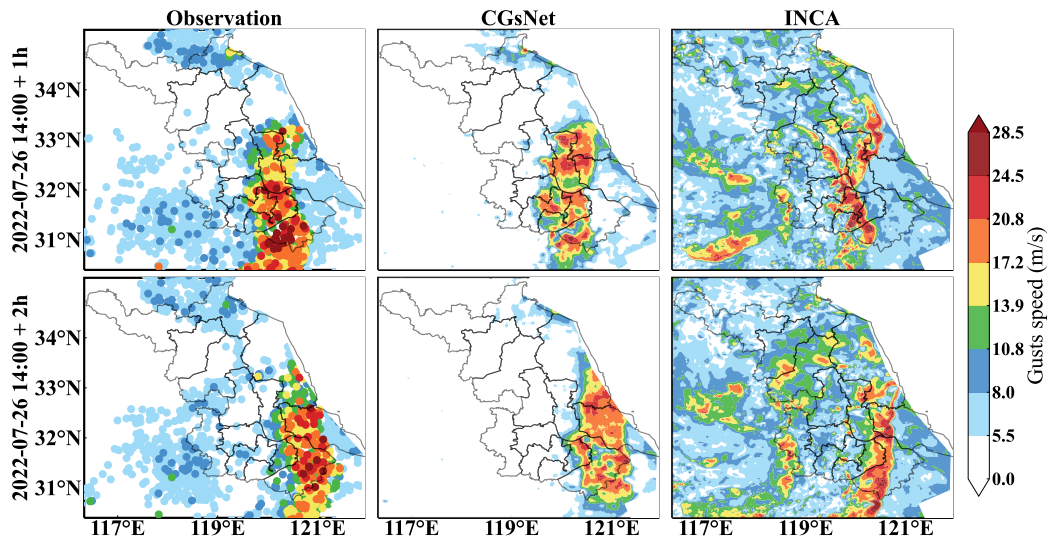 Observation CGsNet INCA
2022-07-26 14:00 + 1h
34°N
33°N
32°N
31°N
2022-07-26 14:00 + 2h
34°N
33°N
32°N
31°N
117°E 119°E 121°E 117°E 119°E 121°E 117°E 119°E 121°E
28.5
24.5
20.8
17.2
13.9
10.8
8.0
5.5
0.0
Gusts speed (m/s)